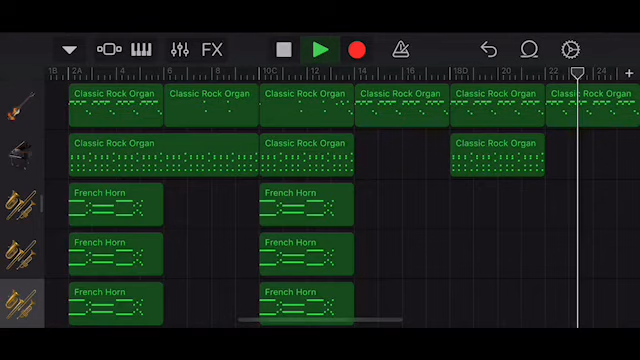 FX
1B 2A 4 6 8 10C 12 14 16 18D 20 22 24 +
Classic Rock Organ Classic Rock Organ Classic Rock Organ Classic Rock Organ Classic Rock Organ Classic Rock Organ
Classic Rock Organ Classic Rock Organ Classic Rock Organ
French Horn French Horn
French Horn French Horn
French Horn French Horn